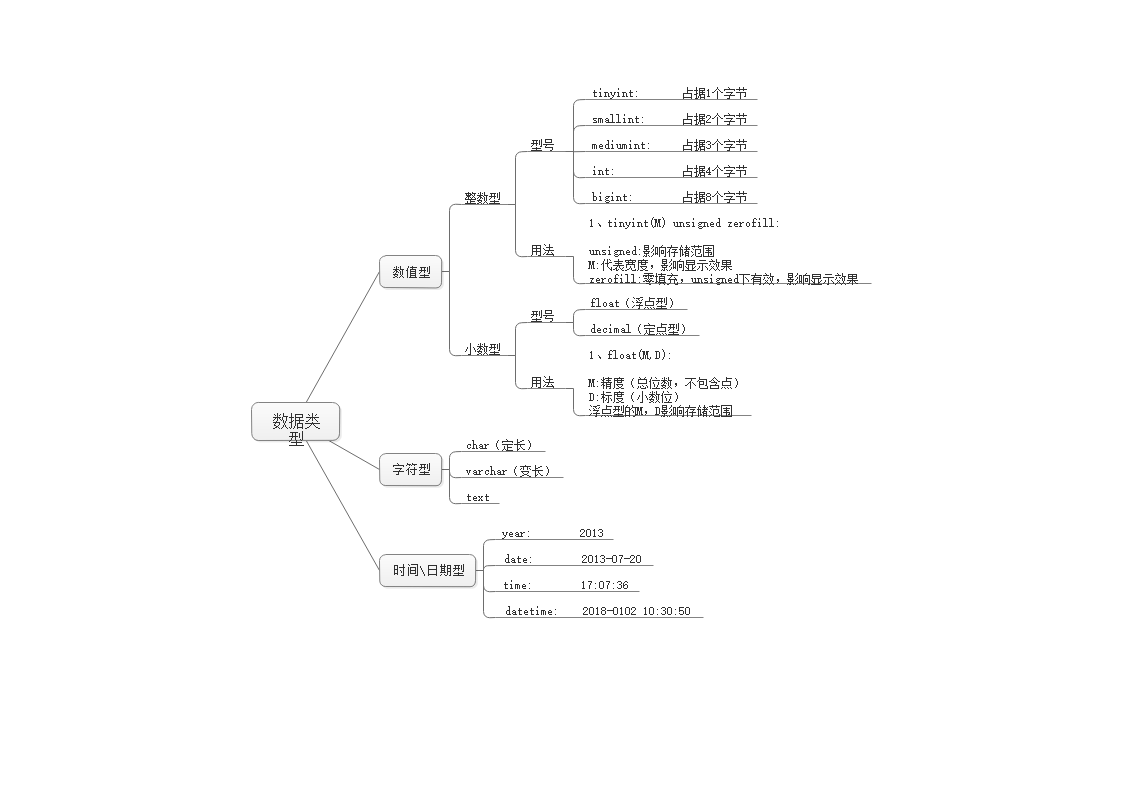 数据类
型
数值型
整数型
型号
tinyint: 占据1个字节
smallint: 占据2个字节
mediumint: 占据3个字节
int: 占据4个字节
bigint: 占据8个字节
用法
1、tinyint(M) unsigned zerofill:
unsigned:影响存储范围
M:代表宽度，影响显示效果
zerofill:零填充，unsigned下有效，影响显示效果
小数型
型号
float（浮点型）
decimal（定点型）
用法
1、float(M,D):
M:精度（总位数，不包含点）
D:标度（小数位）
浮点型的M，D影响存储范围
字符型
char（定长）
varchar（变长）
text
时间\日期型
year: 2013
date: 2013-07-20
time: 17:07:36
datetime: 2018-0102 10:30:50